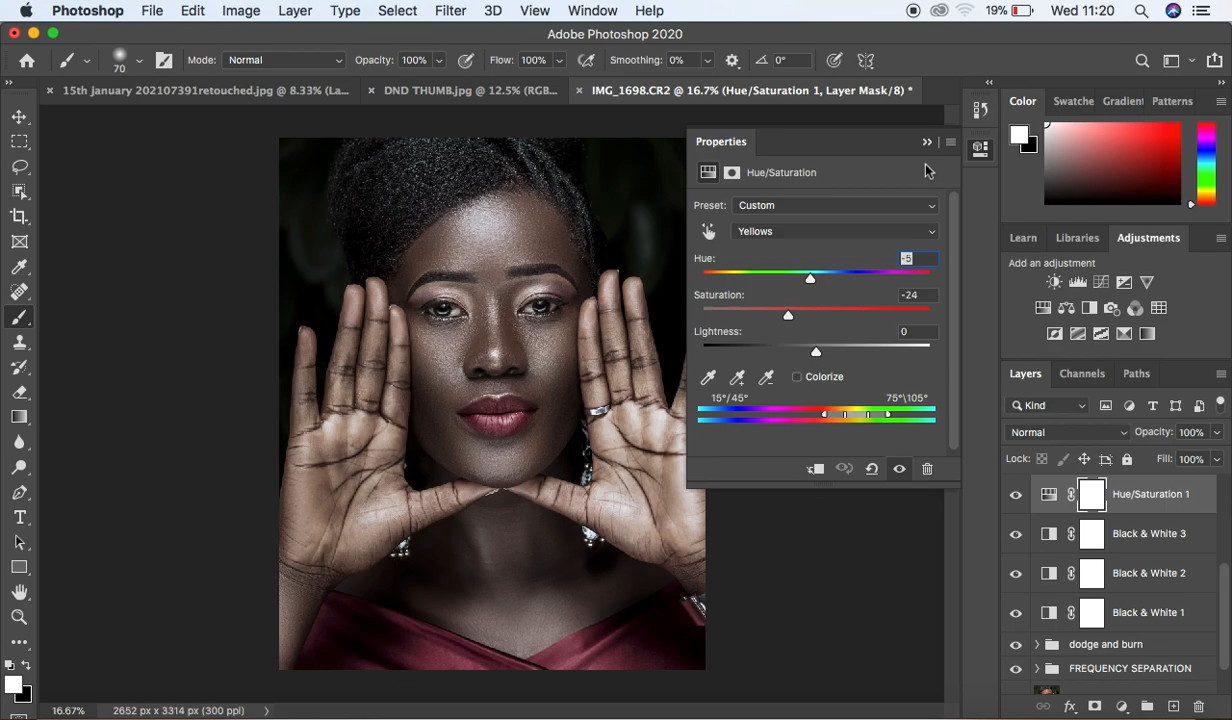 Photoshop File Edit Image Layer Type Select Filter 3D View Window Help 19% Wed 11:20
Adobe Photoshop 2020
70 Mode: Normal Opacity: 100% Flow: 100% Smoothing: 0% 0°
15th january 202107391retouched.jpg @ 8.33% (La... DND THUMB.jpg @ 12.5% (RGB... IMG_1698.CR2 @ 16.7% (Hue/Saturation 1, Layer Mask/8) *
Properties
Hue/Saturation
Preset: Custom
Yellows
Hue: -5
Saturation: -24
Lightness: 0
Colorize
15°/45° 75°\105°
Color Swatche Gradient Patterns
Learn Libraries Adjustments
Add an adjustment
Layers Channels Paths
Kind
Normal Opacity: 100%
Lock: Fill: 100%
Hue/Saturation 1
Black & White 3
Black & White 2
Black & White 1
dodge and burn
FREQUENCY SEPARATION
16.67% 2652 px x 3314 px (300 ppi)